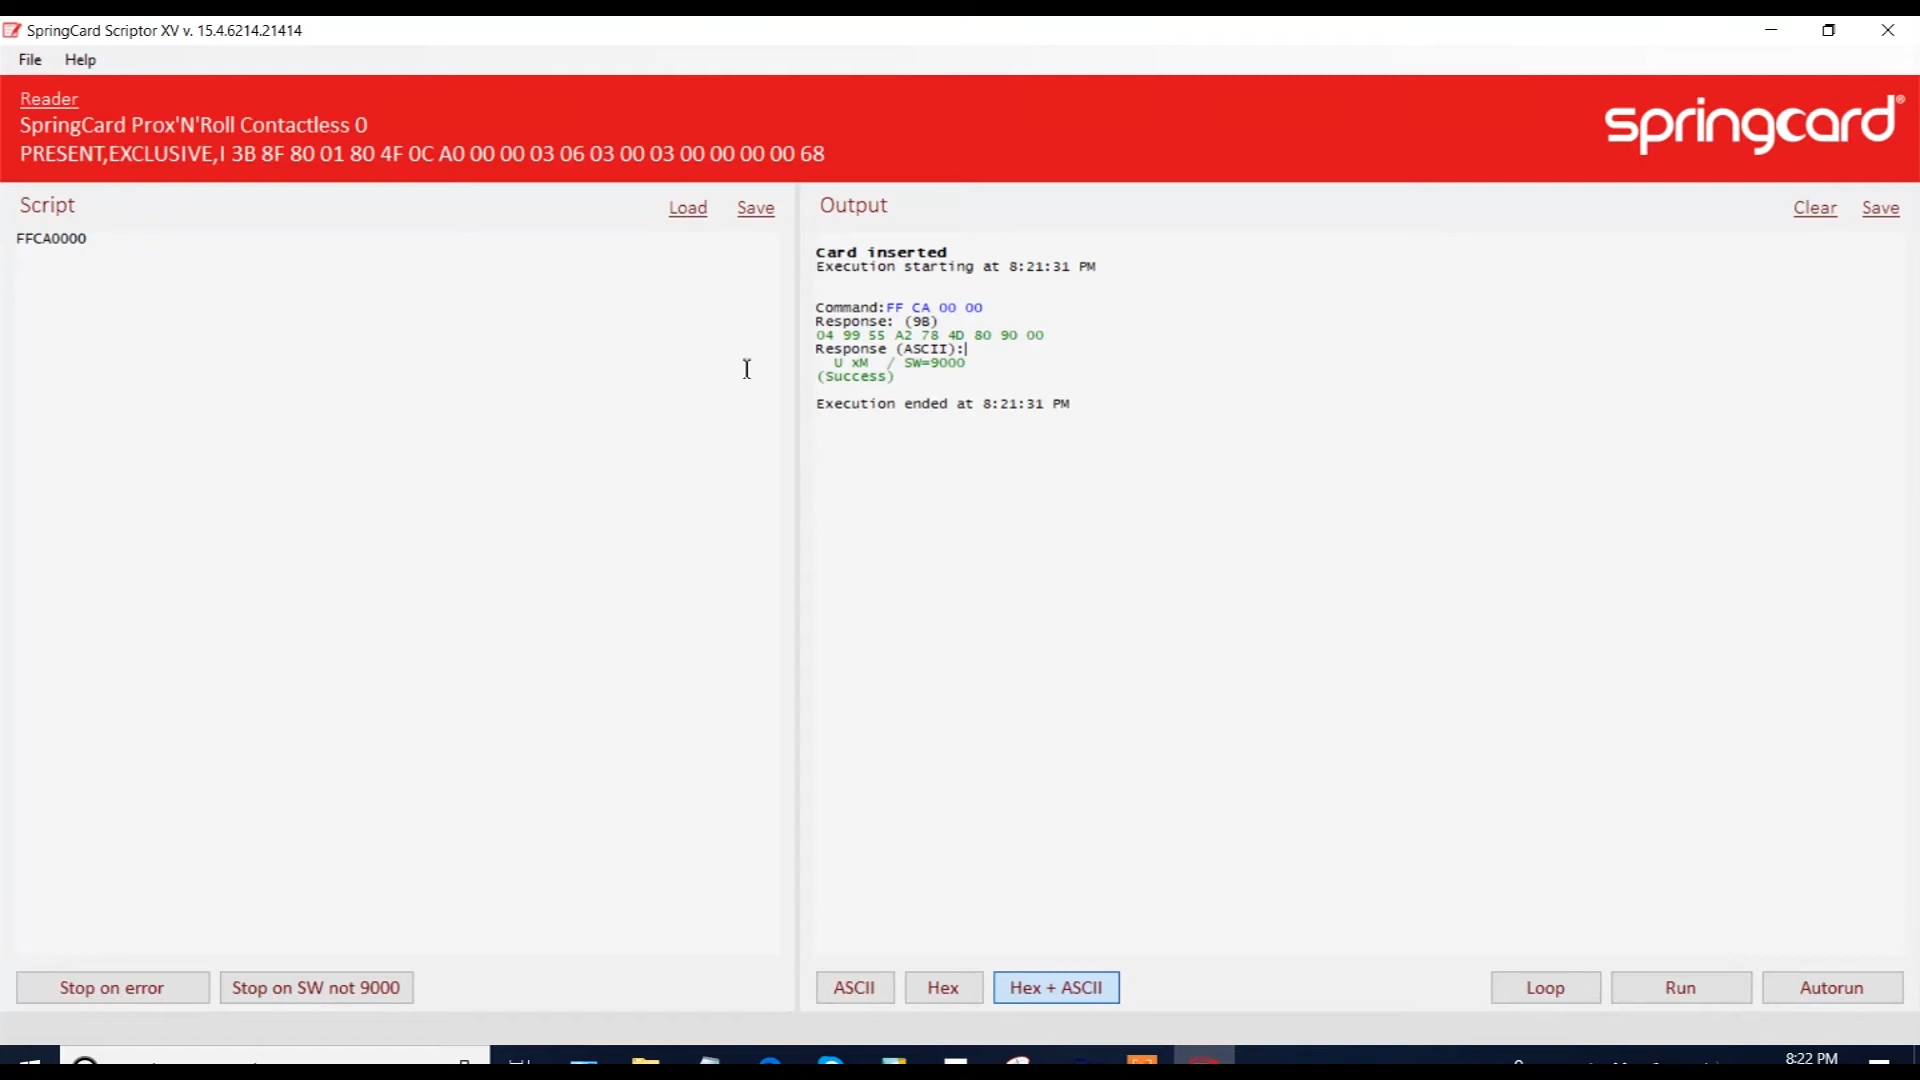 SpringCard Scriptor XV v. 15.4.6214.21414
File Help
Reader
SpringCard Prox'N'Roll Contactless 0
PRESENT,EXCLUSIVE,I 3B 8F 80 01 80 4F 0C A0 00 00 03 06 03 00 03 00 00 00 00 68
springcard®
Script Load Save
FFCA0000
Output Clear Save
Card inserted
Execution starting at 8:21:31 PM
Command:FF CA 00 00
Response: (9B)
04 99 55 A2 78 4D 80 90 00
Response (ASCII):
U xM / SW=9000
(Success)
Execution ended at 8:21:31 PM
Stop on error Stop on SW not 9000 ASCII Hex Hex + ASCII Loop Run Autorun
8:22 PM